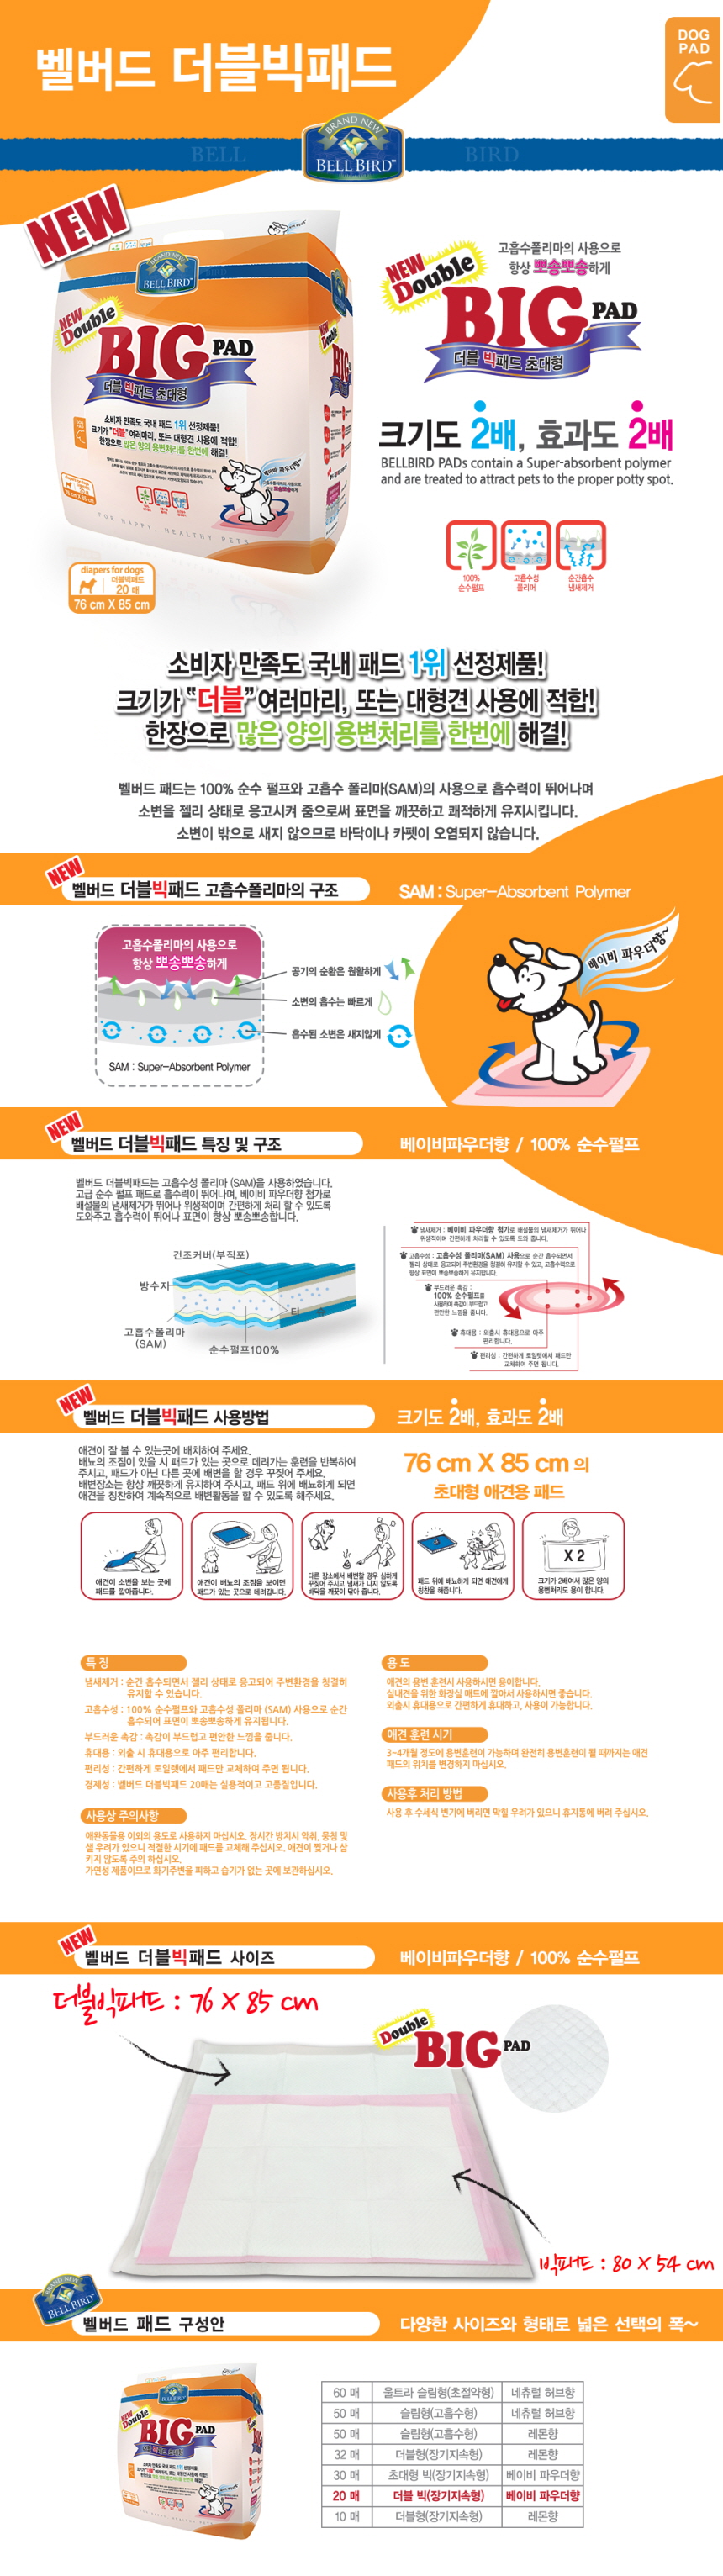 벨버드 더블빅패드
DOG
PAD
BELL
BIRD
BRAND NEW
BELL BIRD™
NEW
BRAND NEW
BELL BIRD
NEW
Double
BIG PAD
더블 빅패드 초대형
소비자 만족도 국내 패드 1위 선정제품!
크기가 "더블" 여러마리, 또는 대형견 사용에 적합!
한장으로 많은 양의 용변처리를 한번에 해결!
베이비 파우더향~
FOR HAPPY, HEALTHY PETS
diapers for dogs
더블빅패드
20 매
76 cm X 85 cm
고흡수폴리마의 사용으로
항상 뽀송뽀송하게
NEW
Double
BIG PAD
더블 빅패드 초대형
크기도 2배, 효과도 2배
BELLBIRD PADs contain a Super-absorbent polymer
and are treated to attract pets to the proper potty spot.
100%
순수펄프
고흡수성
폴리머
순간흡수
냄새제거
소비자 만족도 국내 패드 1위 선정제품!
크기가 "더블" 여러마리, 또는 대형견 사용에 적합!
한장으로 많은 양의 용변처리를 한번에 해결!
벨버드 패드는 100% 순수 펄프와 고흡수 폴리마(SAM)의 사용으로 흡수력이 뛰어나며
소변을 젤리 상태로 응고시켜 줌으로써 표면을 깨끗하고 쾌적하게 유지시킵니다.
소변이 밖으로 새지 않으므로 바닥이나 카펫이 오염되지 않습니다.
NEW
벨버드 더블빅패드 고흡수폴리마의 구조
SAM : Super-Absorbent Polymer
고흡수폴리마의 사용으로
항상 뽀송뽀송하게
공기의 순환은 원활하게
소변의 흡수는 빠르게
흡수된 소변은 새지않게
SAM : Super-Absorbent Polymer
베이비 파우더향~
NEW
벨버드 더블빅패드 특징 및 구조
베이비파우더향 / 100% 순수펄프
벨버드 더블빅패드는 고흡수성 폴리마 (SAM)을 사용하였습니다.
고급 순수 펄프 패드로 흡수력이 뛰어나며, 베이비 파우더향 첨가로
배설물의 냄새제거가 뛰어나 위생적이며 간편하게 처리 할 수 있도록
도와주고 흡수력이 뛰어나 표면이 항상 뽀송뽀송합니다.
건조커버(부직포)
방수지
고흡수폴리마
(SAM)
순수펄프100%
티 슈
냄새제거 : 베이비 파우더향 첨가로 배설물의 냄새제거가 뛰어나
위생적이며 간편하게 처리할 수 있도록 도와 줍니다.
고흡수성 : 고흡수성 폴리마(SAM) 사용으로 순간 흡수되면서
젤리 상태로 응고되어 주변환경을 청결히 유지할 수 있고, 고흡수력으로
항상 표면이 뽀송뽀송하게 유지됩니다.
부드러운 촉감 :
100% 순수펄프를
사용하여 촉감이 부드럽고
편안한 느낌을 줍니다.
휴대용 : 외출시 휴대용으로 아주
편리합니다.
편리성 : 간편하게 토일렛에서 패드만
교체하여 주면 됩니다.
NEW
벨버드 더블빅패드 사용방법
크기도 2배, 효과도 2배
애견이 잘 볼 수 있는곳에 배치하여 주세요.
배뇨의 조짐이 있을 시 패드가 있는 곳으로 데려가는 훈련을 반복하여
주시고, 패드가 아닌 다른 곳에 배변을 할 경우 꾸짖어 주세요.
배변장소는 항상 깨끗하게 유지하여 주시고, 패드 위에 배뇨하게 되면
애견을 칭찬하여 계속적으로 배변활동을 할 수 있도록 해주세요.
76 cm X 85 cm 의
초대형 애견용 패드
애견이 소변을 보는 곳에
패드를 깔아줍니다.
애견이 배뇨의 조짐을 보이면
패드가 있는 곳으로 데려갑니다.
다른 장소에서 배변할 경우 심하게
꾸짖어 주시고 냄새가 나지 않도록
바닥을 깨끗이 닦아 줍니다.
패드 위에 배뇨하게 되면 애견에게
칭찬을 해줍니다.
X 2
크기가 2배여서 많은 양의
용변처리도 용이 합니다.
특 징
냄새제거 : 순간 흡수되면서 젤리 상태로 응고되어 주변환경을 청결히
유지할 수 있습니다.
고흡수성 : 100% 순수펄프와 고흡수성 폴리마 (SAM) 사용으로 순간
흡수되어 표면이 뽀송뽀송하게 유지됩니다.
부드러운 촉감 : 촉감이 부드럽고 편안한 느낌을 줍니다.
휴대용 : 외출 시 휴대용으로 아주 편리합니다.
편리성 : 간편하게 토일렛에서 패드만 교체하여 주면 됩니다.
경제성 : 벨버드 더블빅패드 20매는 실용적이고 고품질입니다.
사용상 주의사항
애완동물용 이외의 용도로 사용하지 마십시오. 장시간 방치시 악취, 뭉침 및
샐 우려가 있으니 적절한 시기에 패드를 교체해 주십시오. 애견이 찢거나 삼
키지 않도록 주의 하십시오.
가연성 제품이므로 화기주변을 피하고 습기가 없는 곳에 보관하십시오.
용 도
애견의 용변 훈련시 사용하시면 용이합니다.
실내견을 위한 화장실 매트에 깔아서 사용하시면 좋습니다.
외출시 휴대용으로 간편하게 휴대하고, 사용이 가능합니다.
애견 훈련 시기
3~4개월 정도에 용변훈련이 가능하며 완전히 용변훈련이 될 때까지는 애견
패드의 위치를 변경하지 마십시오.
사용후 처리 방법
사용 후 수세식 변기에 버리면 막힐 우려가 있으니 휴지통에 버려 주십시오.
NEW
벨버드 더블빅패드 사이즈
베이비파우더향 / 100% 순수펄프
더블빅패드 : 76 X 85 cm
Double
BIG PAD
빅패드 : 80 X 54 cm
BRAND NEW
BELL BIRD
벨버드 패드 구성안
다양한 사이즈와 형태로 넓은 선택의 폭~
NEW
Double
BIG PAD
60 매 울트라 슬림형(초절약형) 네츄럴 허브향
50 매 슬림형(고흡수형) 네츄럴 허브향
50 매 슬림형(고흡수형) 레몬향
32 매 더블형(장기지속형) 레몬향
30 매 초대형 빅(장기지속형) 베이비 파우더향
20 매 더블 빅(장기지속형) 베이비 파우더향
10 매 더블형(장기지속형) 레몬향